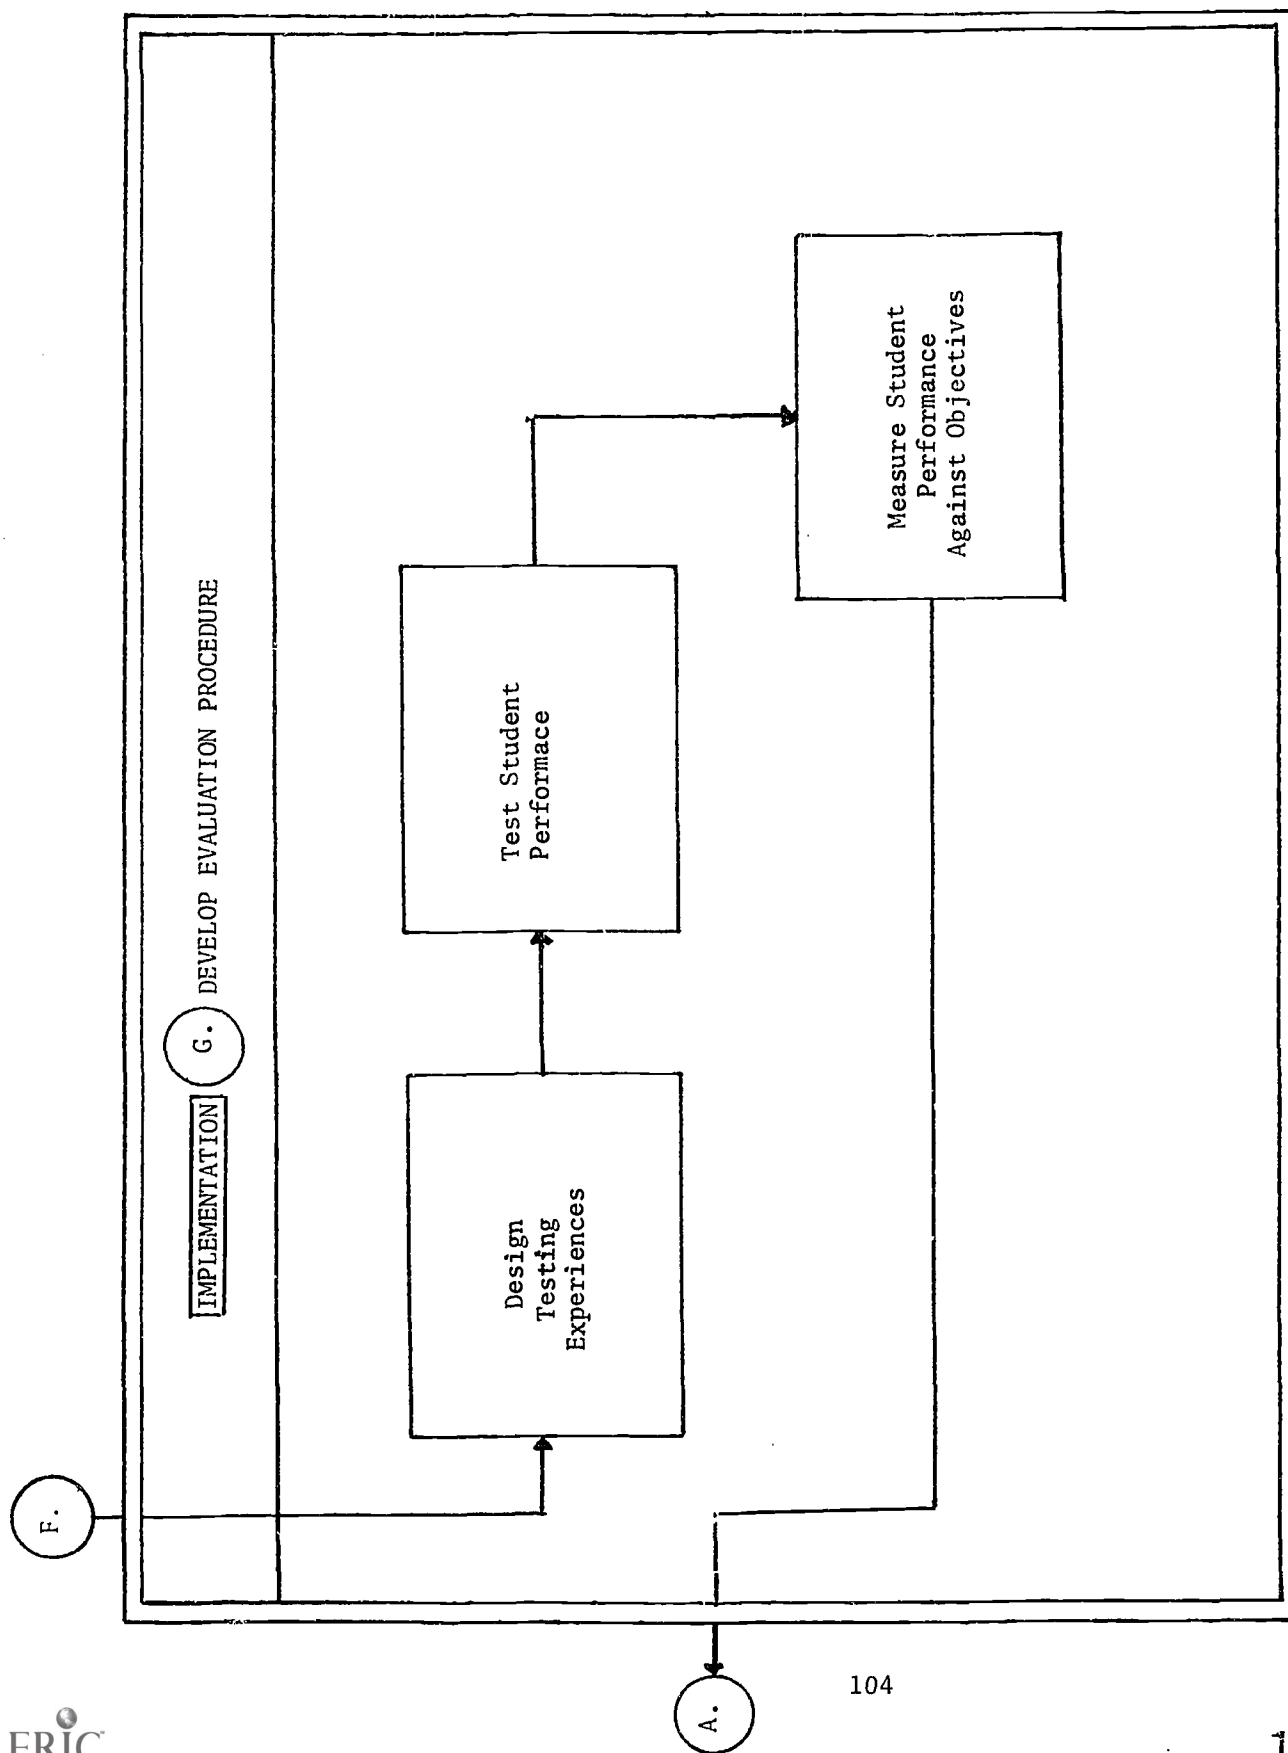 F.
IMPLEMENTATION G. DEVELOP EVALUATION PROCEDURE
Design
Testing
Experiences
Test Student
Performace
Measure Student
Performance
Against Objectives
A.
104
ERIC